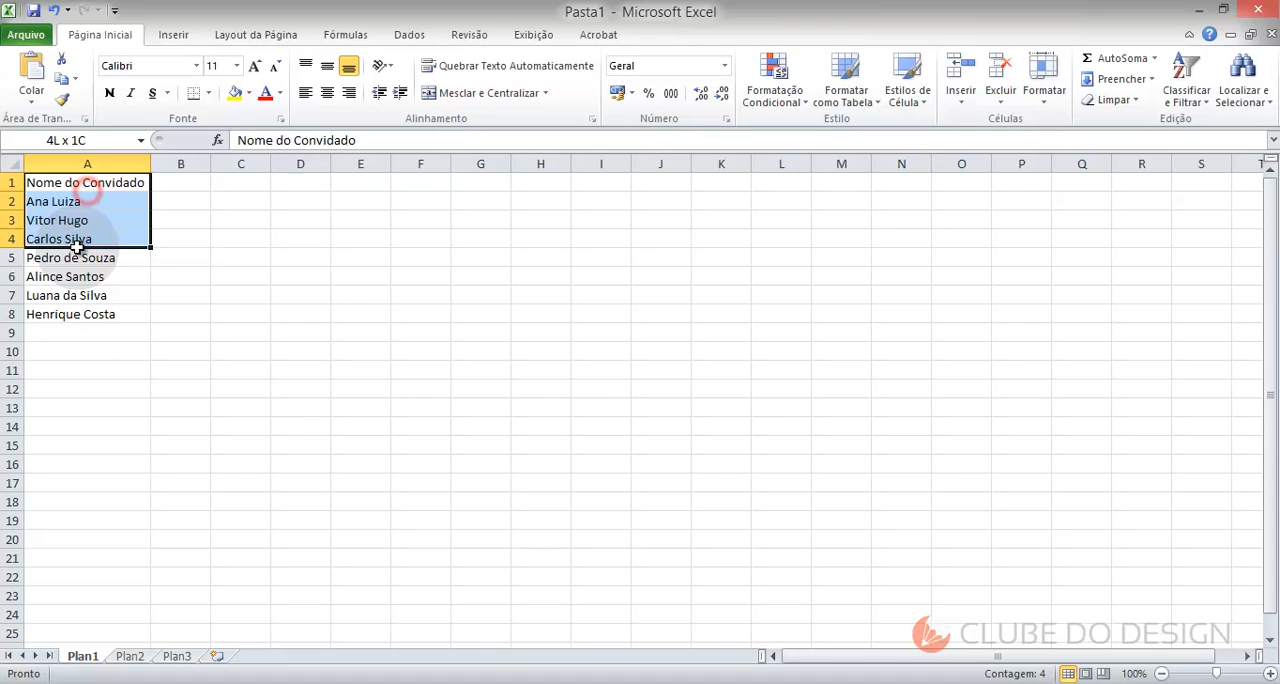 Pasta1 - Microsoft Excel
Arquivo Página Inicial Inserir Layout da Página Fórmulas Dados Revisão Exibição Acrobat
Colar
Calibri 11
N I S
Quebrar Texto Automaticamente
Mesclar e Centralizar
Geral
% 000
Formatação Condicional
Formatar como Tabela
Estilos de Célula
Inserir Excluir Formatar
Σ AutoSoma
Preencher
Limpar
Classificar e Filtrar
Localizar e Selecionar
Área de Tran... Fonte Alinhamento Número Estilo Células Edição
4L x 1C fx Nome do Convidado
A B C D E F G H I J K L M N O P Q R S T
1 Nome do Convidado
2 Ana Luiza
3 Vitor Hugo
4 Carlos Silva
5 Pedro de Souza
6 Alince Santos
7 Luana da Silva
8 Henrique Costa
9
10
11
12
13
14
15
16
17
18
19
20
21
22
23
24
25
CLUBE DO DESIGN
Plan1 Plan2 Plan3
Pronto Contagem: 4 100%